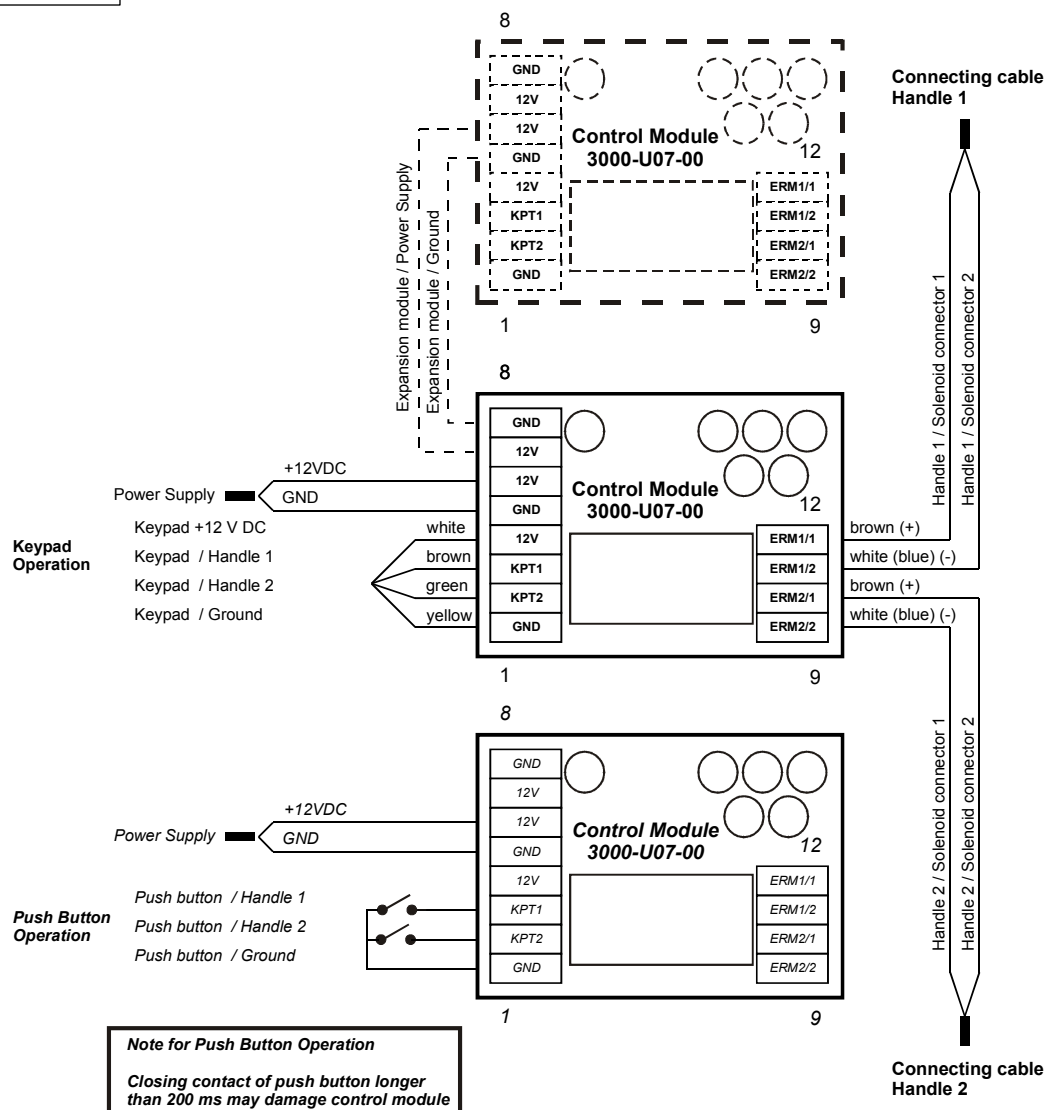 8
GND
12V
12V
GND
12V
KPT1
KPT2
GND
Control Module
3000-U07-00
12
ERM1/1
ERM1/2
ERM2/1
ERM2/2
1
9
Connecting cable
Handle 1
Expansion module / Power Supply
Expansion module / Ground
Handle 1 / Solenoid connector 1
Handle 1 / Solenoid connector 2
8
Power Supply
+12VDC
GND
Keypad
Operation
Keypad +12 V DC
Keypad / Handle 1
Keypad / Handle 2
Keypad / Ground
white
brown
green
yellow
GND
12V
12V
GND
12V
KPT1
KPT2
GND
Control Module
3000-U07-00
12
ERM1/1
ERM1/2
ERM2/1
ERM2/2
brown (+)
white (blue) (-)
brown (+)
white (blue) (-)
1
9
8
Power Supply
+12VDC
GND
Push Button
Operation
Push button / Handle 1
Push button / Handle 2
Push button / Ground
GND
12V
12V
GND
12V
KPT1
KPT2
GND
Control Module
3000-U07-00
12
ERM1/1
ERM1/2
ERM2/1
ERM2/2
1
9
Handle 2 / Solenoid connector 1
Handle 2 / Solenoid connector 2
Connecting cable
Handle 2
Note for Push Button Operation
Closing contact of push button longer
than 200 ms may damage control module